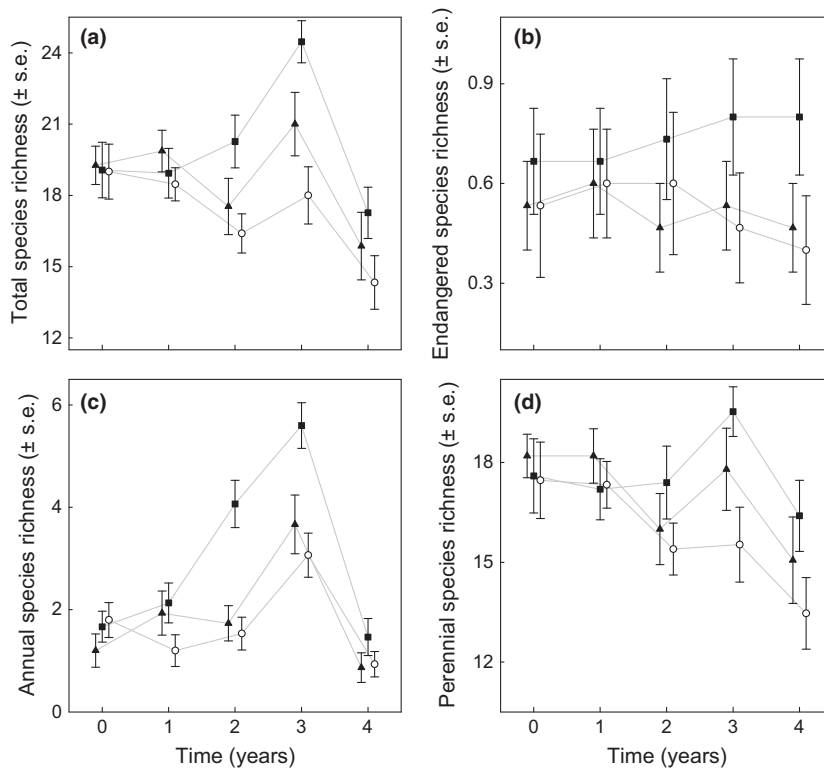 (a)
Total species richness (± s.e.)
24
21
18
15
12
(b)
Endangered species richness (± s.e.)
0.9
0.6
0.3
(c)
Annual species richness (± s.e.)
6
4
2
0
0 1 2 3 4
Time (years)
(d)
Perennial species richness (± s.e.)
18
15
12
0 1 2 3 4
Time (years)